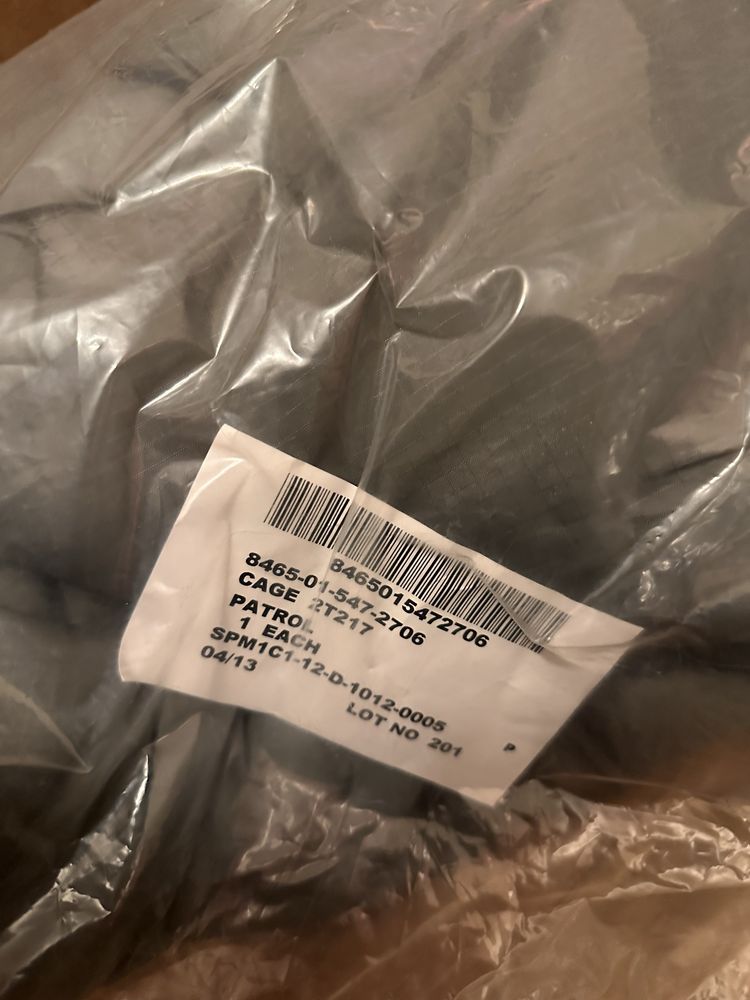 8465015472706
8465-01-547-2706
CAGE 2T217
PATROL
1 EACH
SPM1C1-12-D-1012-0005
04/13
LOT NO 201
P